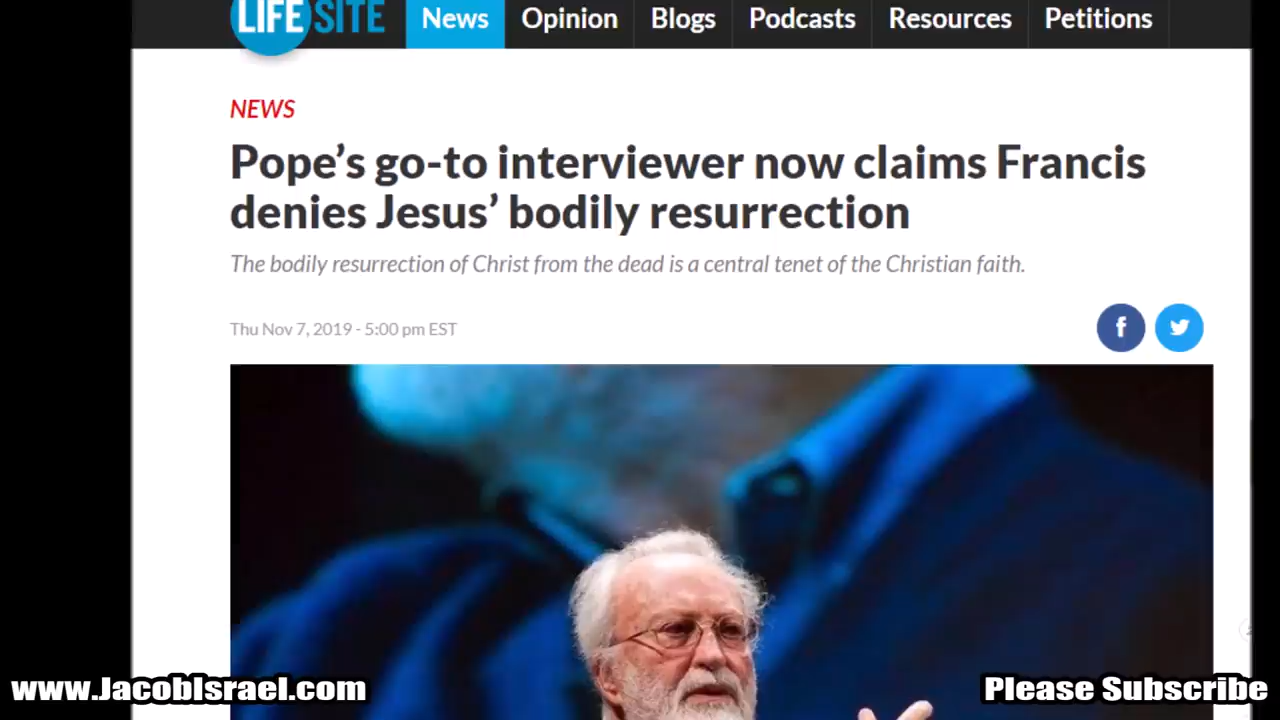 LIFE SITE News Opinion Blogs Podcasts Resources Petitions
NEWS
Pope’s go-to interviewer now claims Francis
denies Jesus’ bodily resurrection
The bodily resurrection of Christ from the dead is a central tenet of the Christian faith.
Thu Nov 7, 2019 - 5:00 pm EST
f
www.JacobIsrael.com
Please Subscribe